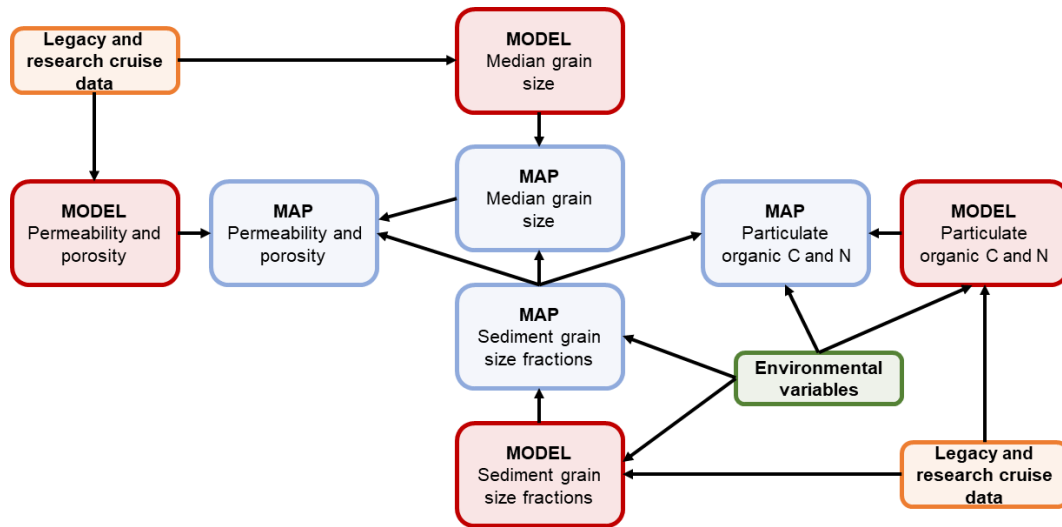 Legacy and
research cruise
data
MODEL
Median grain
size
MODEL
Permeability and
porosity
MAP
Permeability and
porosity
MAP
Median grain
size
MAP
Particulate
organic C and N
MODEL
Particulate
organic C and N
MAP
Sediment grain
size fractions
Environmental
variables
MODEL
Sediment grain
size fractions
Legacy and
research cruise
data